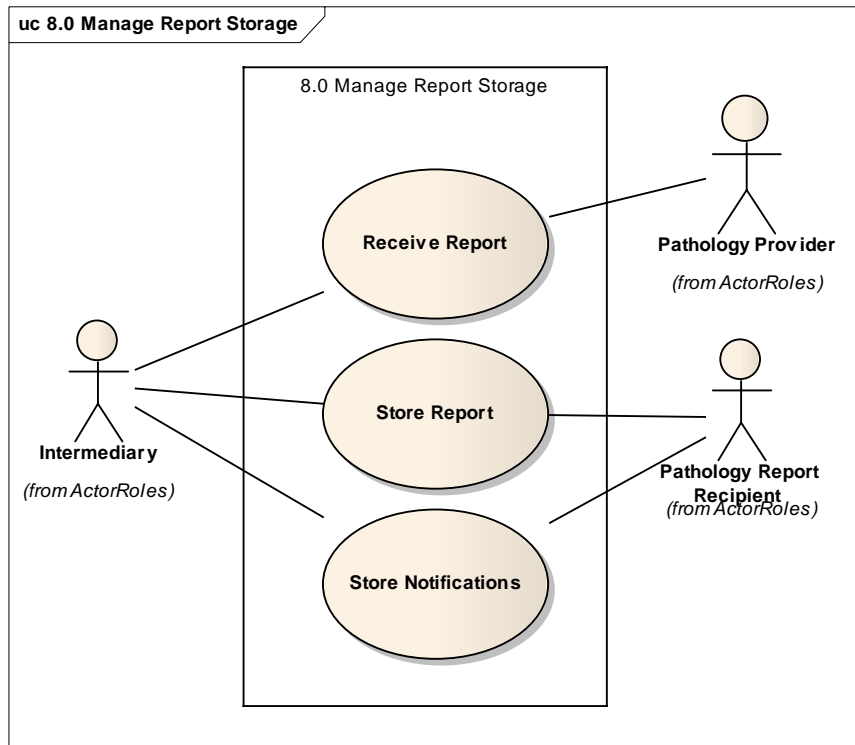 uc 8.0 Manage Report Storage
8.0 Manage Report Storage
Receive Report
Pathology Provider
(from ActorRoles)
Store Report
Intermediary
(from ActorRoles)
Pathology Report
Recipient
(from ActorRoles)
Store Notifications